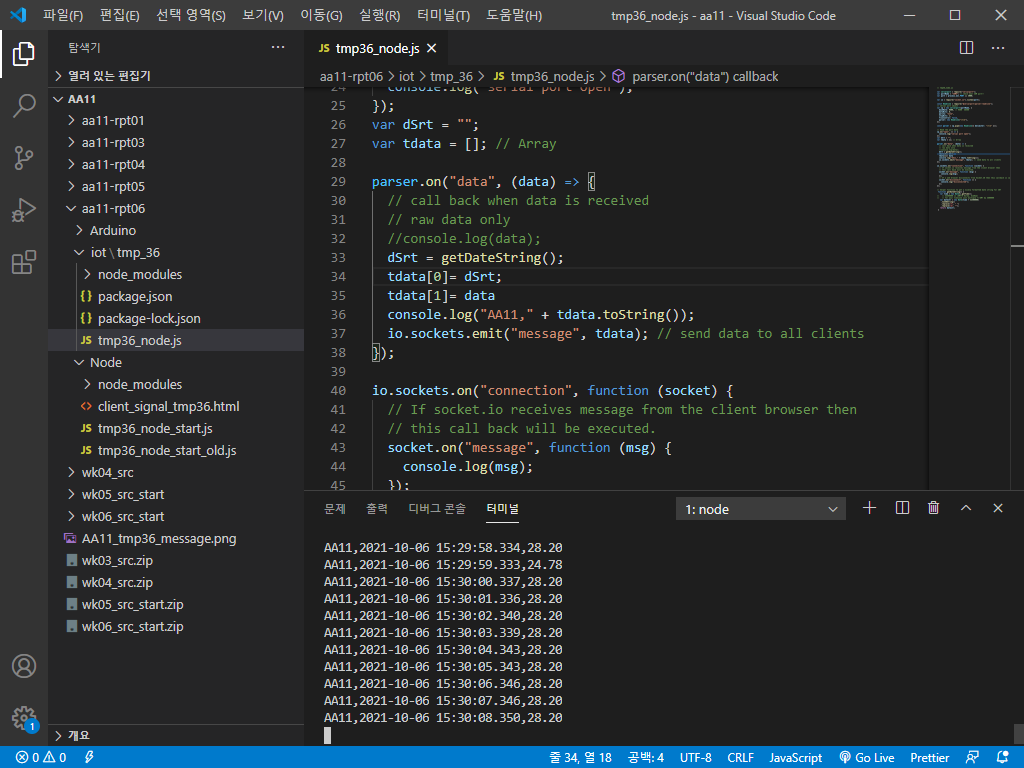 파일(F) 편집(E) 선택 영역(S) 보기(V) 이동(G) 실행(R) 터미널(T) 도움말(H) tmp36_node.js - aa11 - Visual Studio Code
탐색기 ···
열려 있는 편집기
AA11
aa11-rpt01
aa11-rpt03
aa11-rpt04
aa11-rpt05
aa11-rpt06
Arduino
iot \ tmp_36
node_modules
{} package.json
{} package-lock.json
JS tmp36_node.js
Node
node_modules
<> client_signal_tmp36.html
JS tmp36_node_start.js
JS tmp36_node_start_old.js
wk04_src
wk05_src_start
wk06_src_start
AA11_tmp36_message.png
wk03_src.zip
wk04_src.zip
wk05_src_start.zip
wk06_src_start.zip
개요
1
JS tmp36_node.js
aa11-rpt06 > iot > tmp_36 > JS tmp36_node.js > parser.on("data") callback
24 console.log("serial port open");
25 });
26 var dSrt = "";
27 var tdata = []; // Array
28
29 parser.on("data", (data) => {
30 // call back when data is received
31 // raw data only
32 //console.log(data);
33 dSrt = getDateString();
34 tdata[0]= dSrt;
35 tdata[1]= data
36 console.log("AA11," + tdata.toString());
37 io.sockets.emit("message", tdata); // send data to all clients
38 });
39
40 io.sockets.on("connection", function (socket) {
41 // If socket.io receives message from the client browser then
42 // this call back will be executed.
43 socket.on("message", function (msg) {
44 console.log(msg);
45 });
문제 출력 디버그 콘솔 터미널 1: node
AA11,2021-10-06 15:29:58.334,28.20
AA11,2021-10-06 15:29:59.333,24.78
AA11,2021-10-06 15:30:00.337,28.20
AA11,2021-10-06 15:30:01.336,28.20
AA11,2021-10-06 15:30:02.340,28.20
AA11,2021-10-06 15:30:03.339,28.20
AA11,2021-10-06 15:30:04.343,28.20
AA11,2021-10-06 15:30:05.343,28.20
AA11,2021-10-06 15:30:06.346,28.20
AA11,2021-10-06 15:30:07.346,28.20
AA11,2021-10-06 15:30:08.350,28.20
0 0 줄 34, 열 18 공백: 4 UTF-8 CRLF JavaScript Go Live Prettier